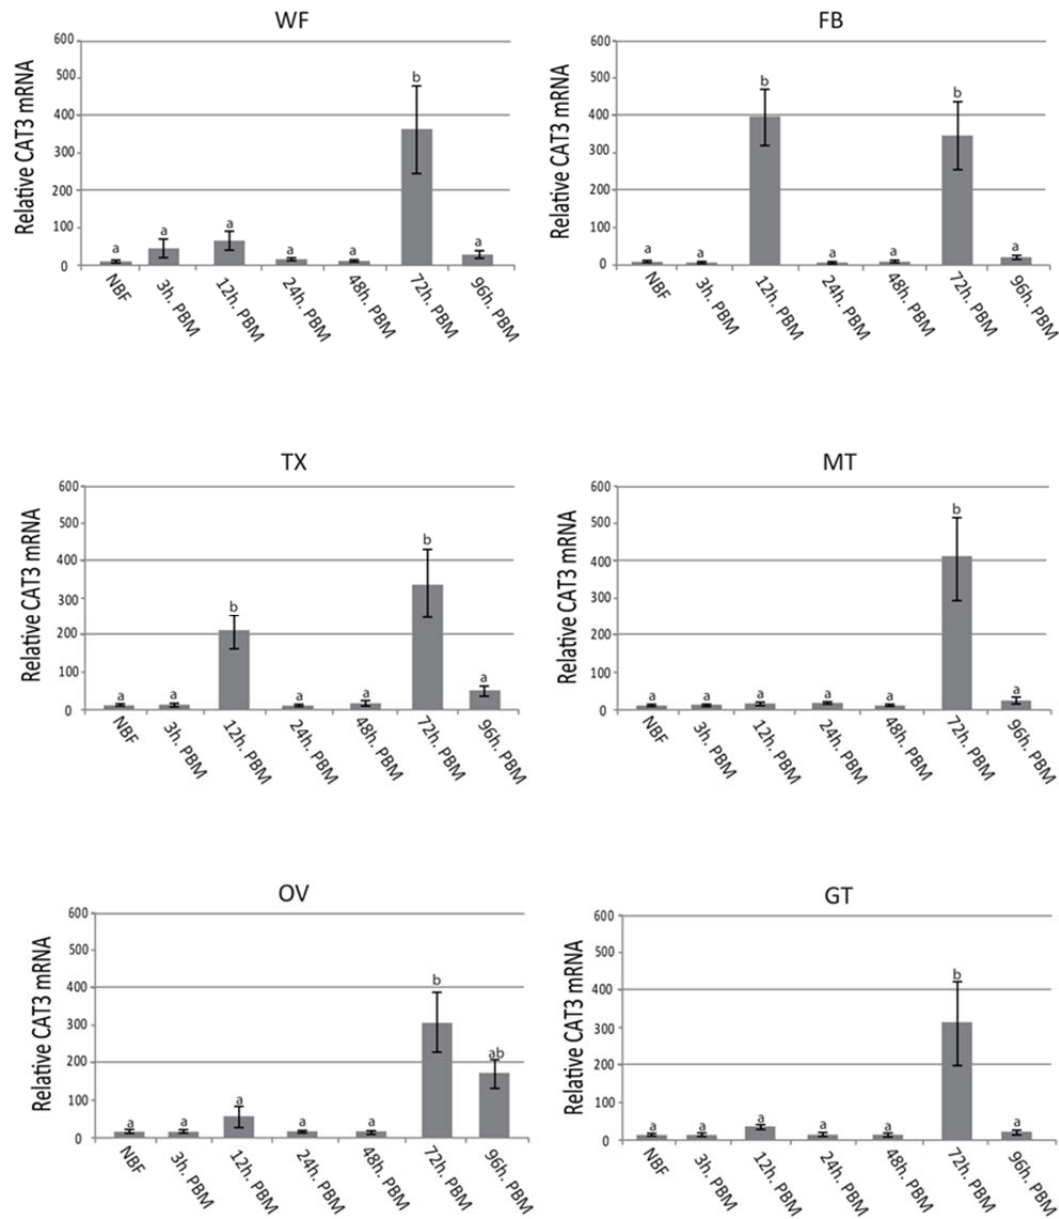 WF
Relative CAT3 mRNA
600
500
400
300
200
100
0
a
a
a
a
a
b
a
NBF
3h. PBM
12h. PBM
24h. PBM
48h. PBM
72h. PBM
96h. PBM
FB
Relative CAT3 mRNA
600
500
400
300
200
100
0
a
a
b
a
a
b
a
NBF
3h. PBM
12h. PBM
24h. PBM
48h. PBM
72h. PBM
96h. PBM
TX
Relative CAT3 mRNA
600
500
400
300
200
100
0
a
a
b
a
a
b
a
NBF
3h. PBM
12h. PBM
24h. PBM
48h. PBM
72h. PBM
96h. PBM
MT
Relative CAT3 mRNA
600
500
400
300
200
100
0
a
a
a
a
a
b
a
NBF
3h. PBM
12h. PBM
24h. PBM
48h. PBM
72h. PBM
96h. PBM
OV
Relative CAT3 mRNA
600
500
400
300
200
100
0
a
a
a
a
a
b
ab
NBF
3h. PBM
12h. PBM
24h. PBM
48h. PBM
72h. PBM
96h. PBM
GT
Relative CAT3 mRNA
600
500
400
300
200
100
0
a
a
a
a
a
b
a
NBF
3h. PBM
12h. PBM
24h. PBM
48h. PBM
72h. PBM
96h. PBM